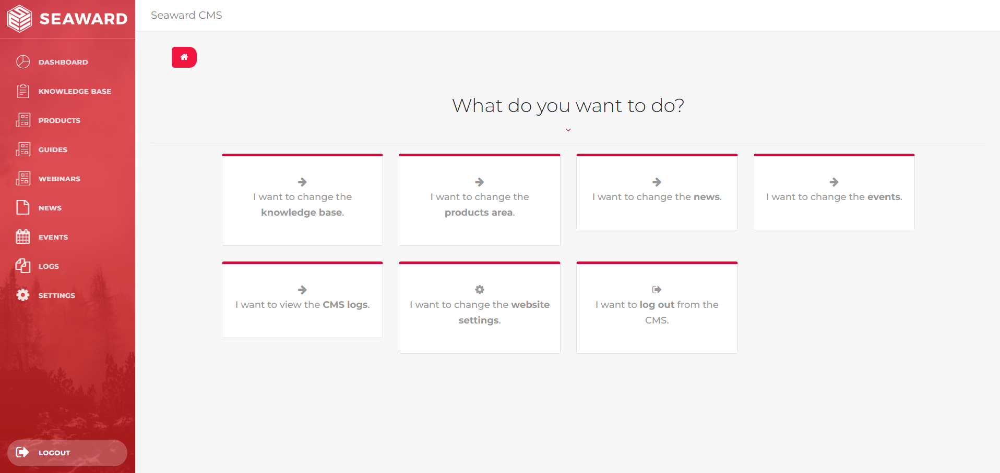 SEAWARD
DASHBOARD
KNOWLEDGE BASE
PRODUCTS
GUIDES
WEBINARS
NEWS
EVENTS
LOGS
SETTINGS
LOGOUT
Seaward CMS
What do you want to do?
I want to change the
knowledge base.
I want to change the
products area.
I want to change the news.
I want to change the events.
I want to view the CMS logs.
I want to change the website
settings.
I want to log out from the
CMS.